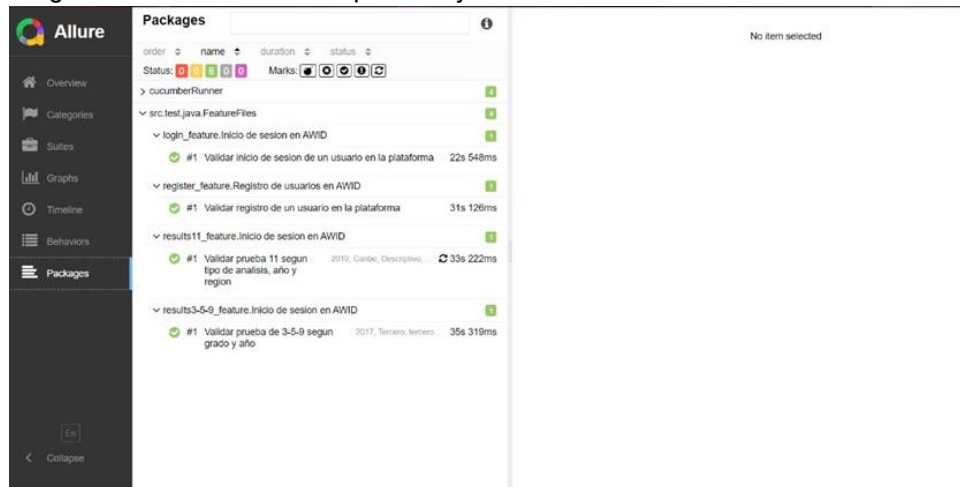 Allure
Overview
Categories
Suites
Graphs
Timeline
Behaviors
Packages
En
Collapse
Packages
order name duration status
Status: 0 0 8 0 0 Marks:
cucumberRunner 4
src.test.java.FeatureFiles 4
login_feature.Inicio de sesion en AWID 1
#1 Validar inicio de sesion de un usuario en la plataforma 22s 548ms
register_feature.Registro de usuarios en AWID 1
#1 Validar registro de un usuario en la plataforma 31s 126ms
results11_feature.Inicio de sesion en AWID 1
#1 Validar prueba 11 segun 2019, Caribe, Descriptivo,... 33s 222ms
tipo de analisis, año y
region
results3-5-9_feature.Inicio de sesion en AWID 1
#1 Validar prueba de 3-5-9 segun 2017, Tercero, tercero... 35s 319ms
grado y año
No item selected